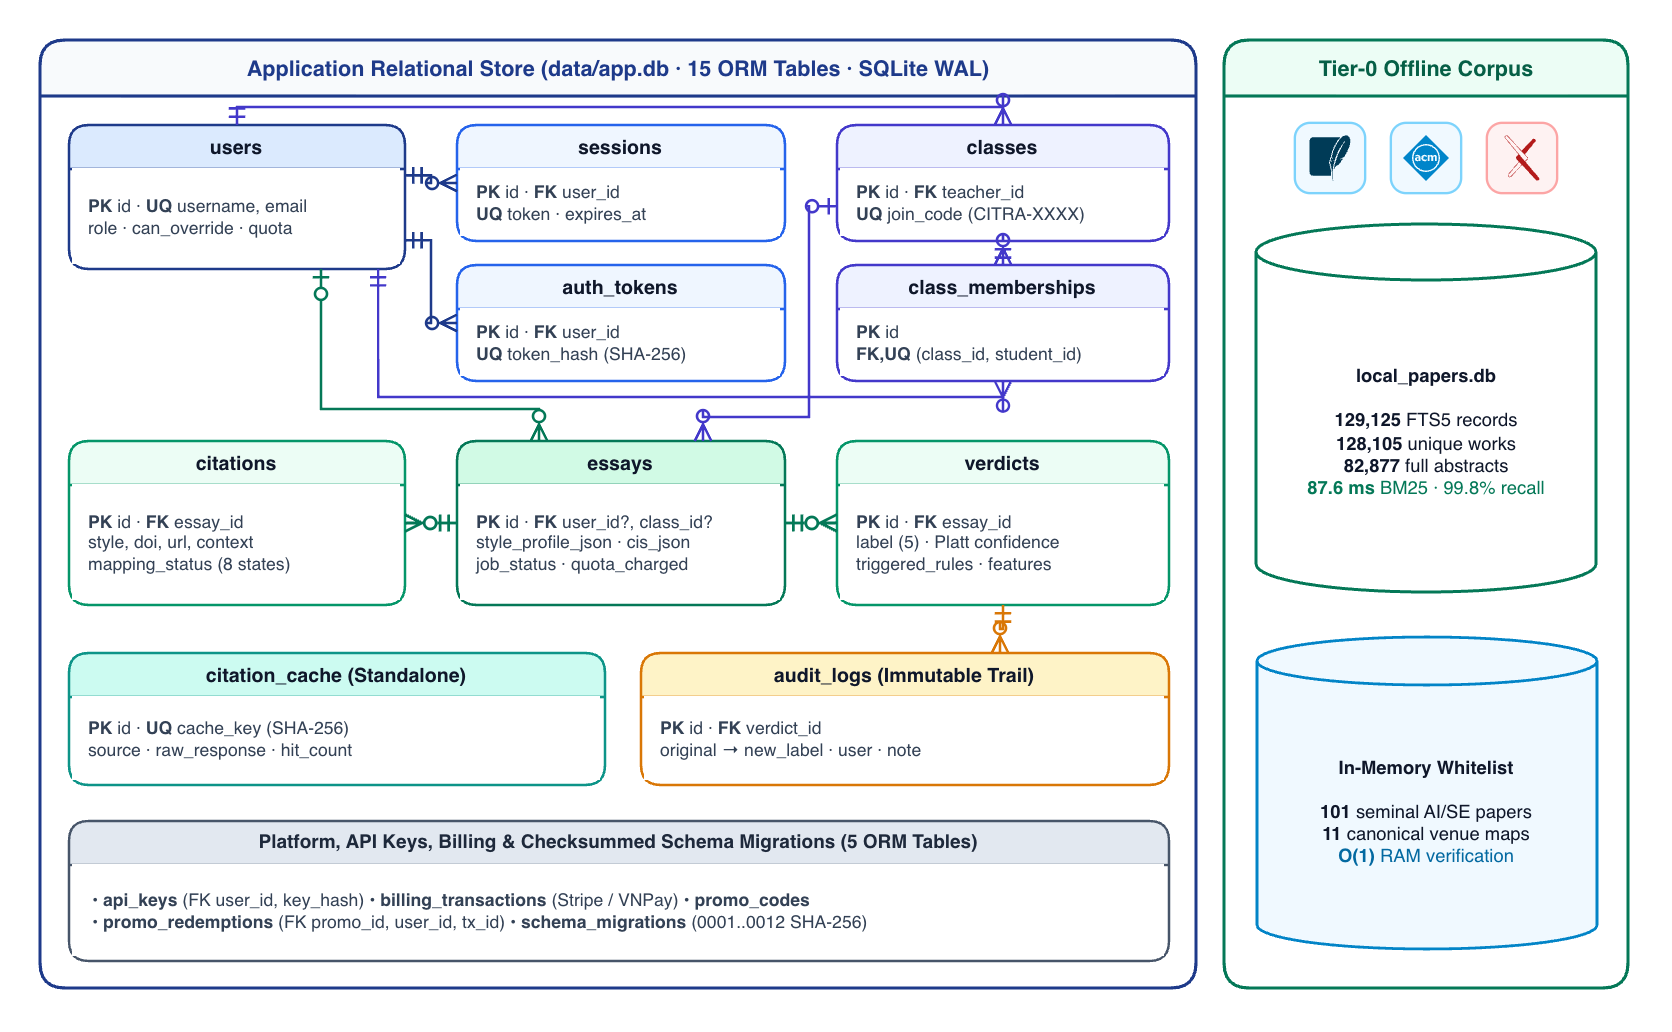 Application Relational Store (data/app.db · 15 ORM Tables · SQLite WAL)
users
PK id · UQ username, email
role · can_override · quota
sessions
PK id · FK user_id
UQ token · expires_at
classes
PK id · FK teacher_id
UQ join_code (CITRA-XXXX)
auth_tokens
PK id · FK user_id
UQ token_hash (SHA-256)
class_memberships
PK id
FK,UQ (class_id, student_id)
citations
PK id · FK essay_id
style, doi, url, context
mapping_status (8 states)
essays
PK id · FK user_id?, class_id?
style_profile_json · cis_json
job_status · quota_charged
verdicts
PK id · FK essay_id
label (5) · Platt confidence
triggered_rules · features
citation_cache (Standalone)
PK id · UQ cache_key (SHA-256)
source · raw_response · hit_count
audit_logs (Immutable Trail)
PK id · FK verdict_id
original → new_label · user · note
Platform, API Keys, Billing & Checksummed Schema Migrations (5 ORM Tables)
• api_keys (FK user_id, key_hash) • billing_transactions (Stripe / VNPay) • promo_codes
• promo_redemptions (FK promo_id, user_id, tx_id) • schema_migrations (0001..0012 SHA-256)
Tier-0 Offline Corpus
acm
local_papers.db
129,125 FTS5 records
128,105 unique works
82,877 full abstracts
87.6 ms BM25 · 99.8% recall
In-Memory Whitelist
101 seminal AI/SE papers
11 canonical venue maps
O(1) RAM verification